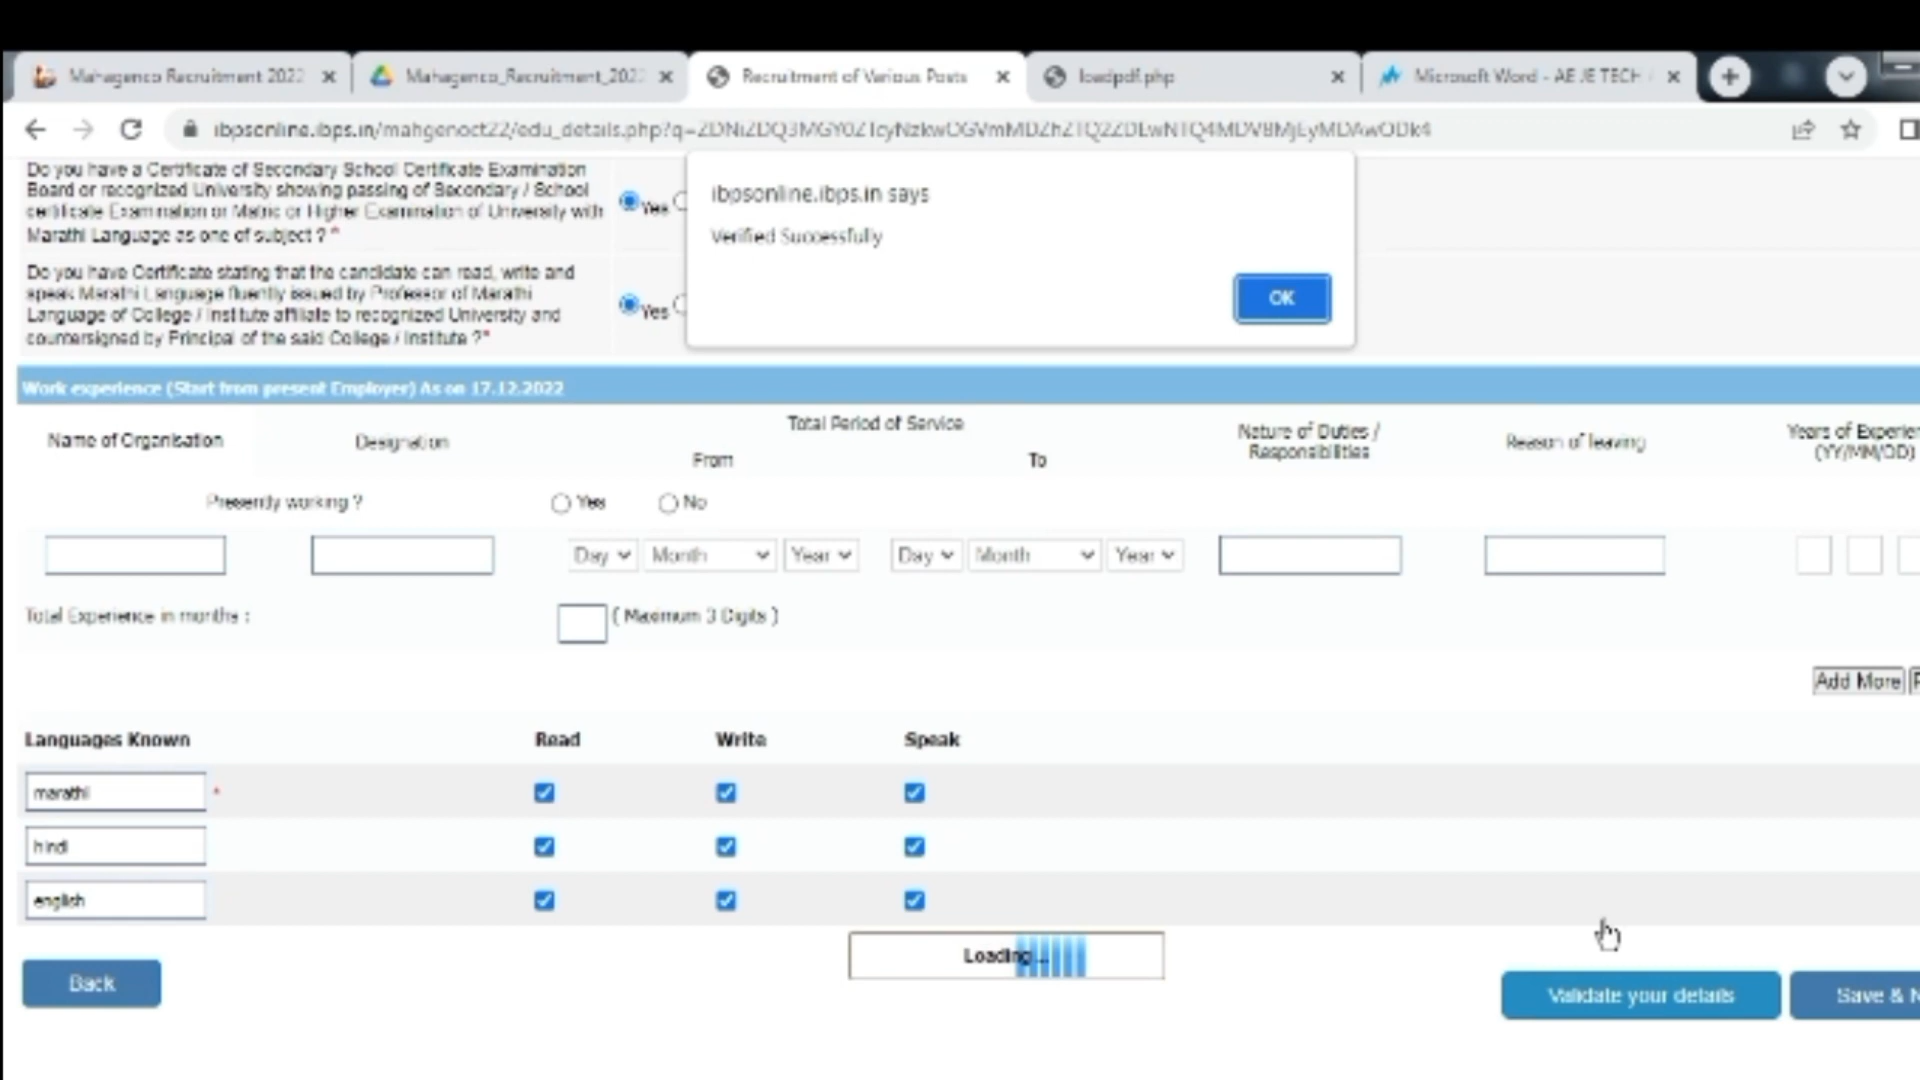 Mahagenco Recruitment 2022
Mahagenco_Recruitment_202
Recruitment of Various Posts
loadpdf.php
Microsoft Word - AE JE TECH
Do you have a Certificate of Secondary School Certificate Examination
Board or recognized University showing passing of Secondary / School
certificate Examination or Matric or Higher Examination of University with
Marathi Language as one of subject ? *
Yes
ibpsonline.ibps.in says
Verified Successfully
OK
Do you have Certificate stating that the candidate can read, write and
speak Marathi Language fluently issued by Professor of Marathi
Language of College / Institute affiliate to recognized University and
countersigned by Principal of the said College / Institute ?*
Yes
Work experience (Start from present Employer) As on 17.12.2022
Name of Organisation
Designation
Total Period of Service
From
To
Nature of Duties /
Responsibilities
Reason of leaving
Years of Experien
(YY/MM/DD)
Presently working ?
Yes
No
Day Month Year Day Month Year
Total Experience in months :
( Maximum 3 Digits )
Add More
Languages Known Read Write Speak
marathi *
hindi
english
Loading...
Back
Validate your details
Save & N